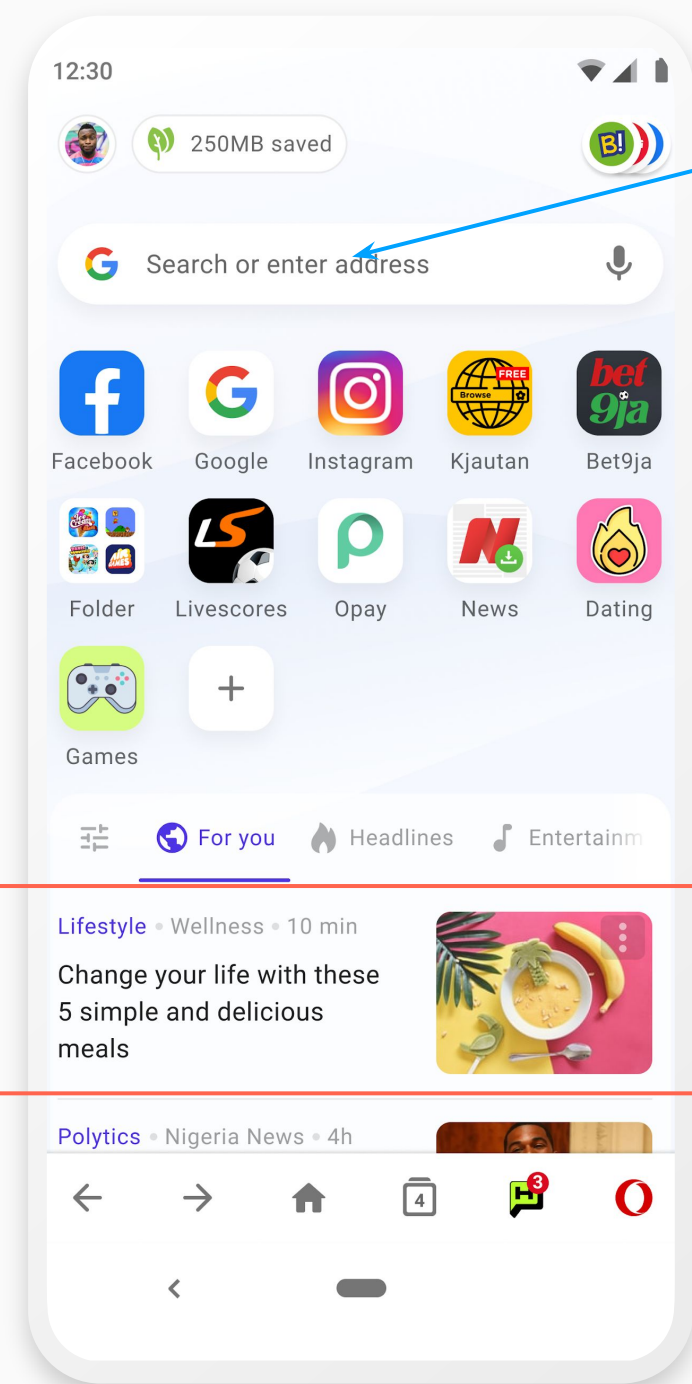 12:30
250MB saved
B!
Search or enter address
FREE
Browse
bet
9ja
Facebook
Google
Instagram
Kjautan
Bet9ja
LS
Folder
Livescores
Opay
News
Dating
Games
For you
Headlines
Entertainm
Lifestyle • Wellness • 10 min
Change your life with these
5 simple and delicious
meals
Polytics • Nigeria News • 4h
4
H
3